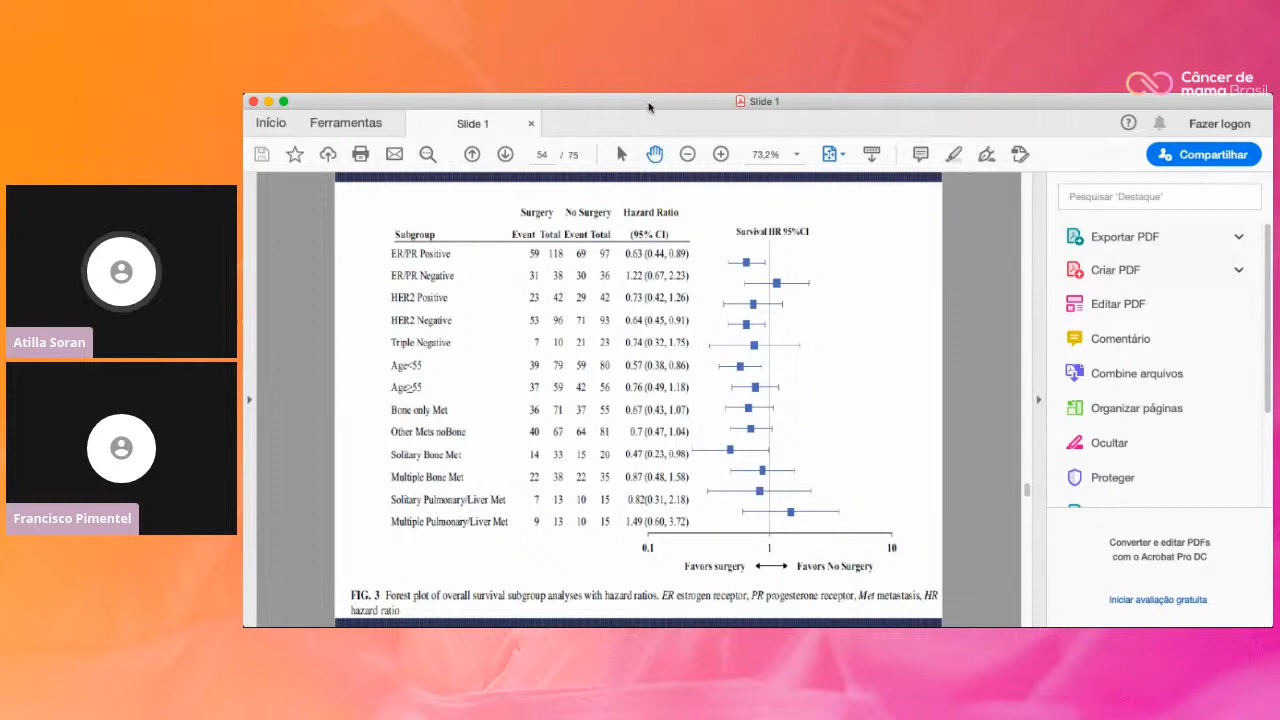 Câncer de
mama Brasil
Slide 1
Início Ferramentas Slide 1 × Fazer logon
54 / 75 73,2% Compartilhar
Atilla Soran
Francisco Pimentel
Surgery No Surgery Hazard Ratio
Subgroup Event Total Event Total (95% CI) Survival HR 95%CI
ER/PR Positive 59 118 69 97 0.63 (0.44, 0.89)
ER/PR Negative 31 38 30 36 1.22 (0.67, 2.23)
HER2 Positive 23 42 29 42 0.73 (0.42, 1.26)
HER2 Negative 53 96 71 93 0.64 (0.45, 0.91)
Triple Negative 7 10 21 23 0.74 (0.32, 1.75)
Age<55 39 79 59 80 0.57 (0.38, 0.86)
Age≥55 37 59 42 56 0.76 (0.49, 1.18)
Bone only Met 36 71 37 55 0.67 (0.43, 1.07)
Other Mets noBone 40 67 64 81 0.7 (0.47, 1.04)
Solitary Bone Met 14 33 15 20 0.47 (0.23, 0.98)
Multiple Bone Met 22 38 22 35 0.87 (0.48, 1.58)
Solitary Pulmonary/Liver Met 7 13 10 15 0.82(0.31, 2.18)
Multiple Pulmonary/Liver Met 9 13 10 15 1.49 (0.60, 3.72)
0.1 1 10
Favors surgery Favors No Surgery
FIG. 3 Forest plot of overall survival subgroup analyses with hazard ratios. ER estrogen receptor, PR progesterone receptor, Met metastasis, HR
hazard ratio
Pesquisar 'Destaque'
Exportar PDF
Criar PDF
Editar PDF
Comentário
Combine arquivos
Organizar páginas
Ocultar
Proteger
Converter e editar PDFs
com o Acrobat Pro DC
Iniciar avaliação gratuita